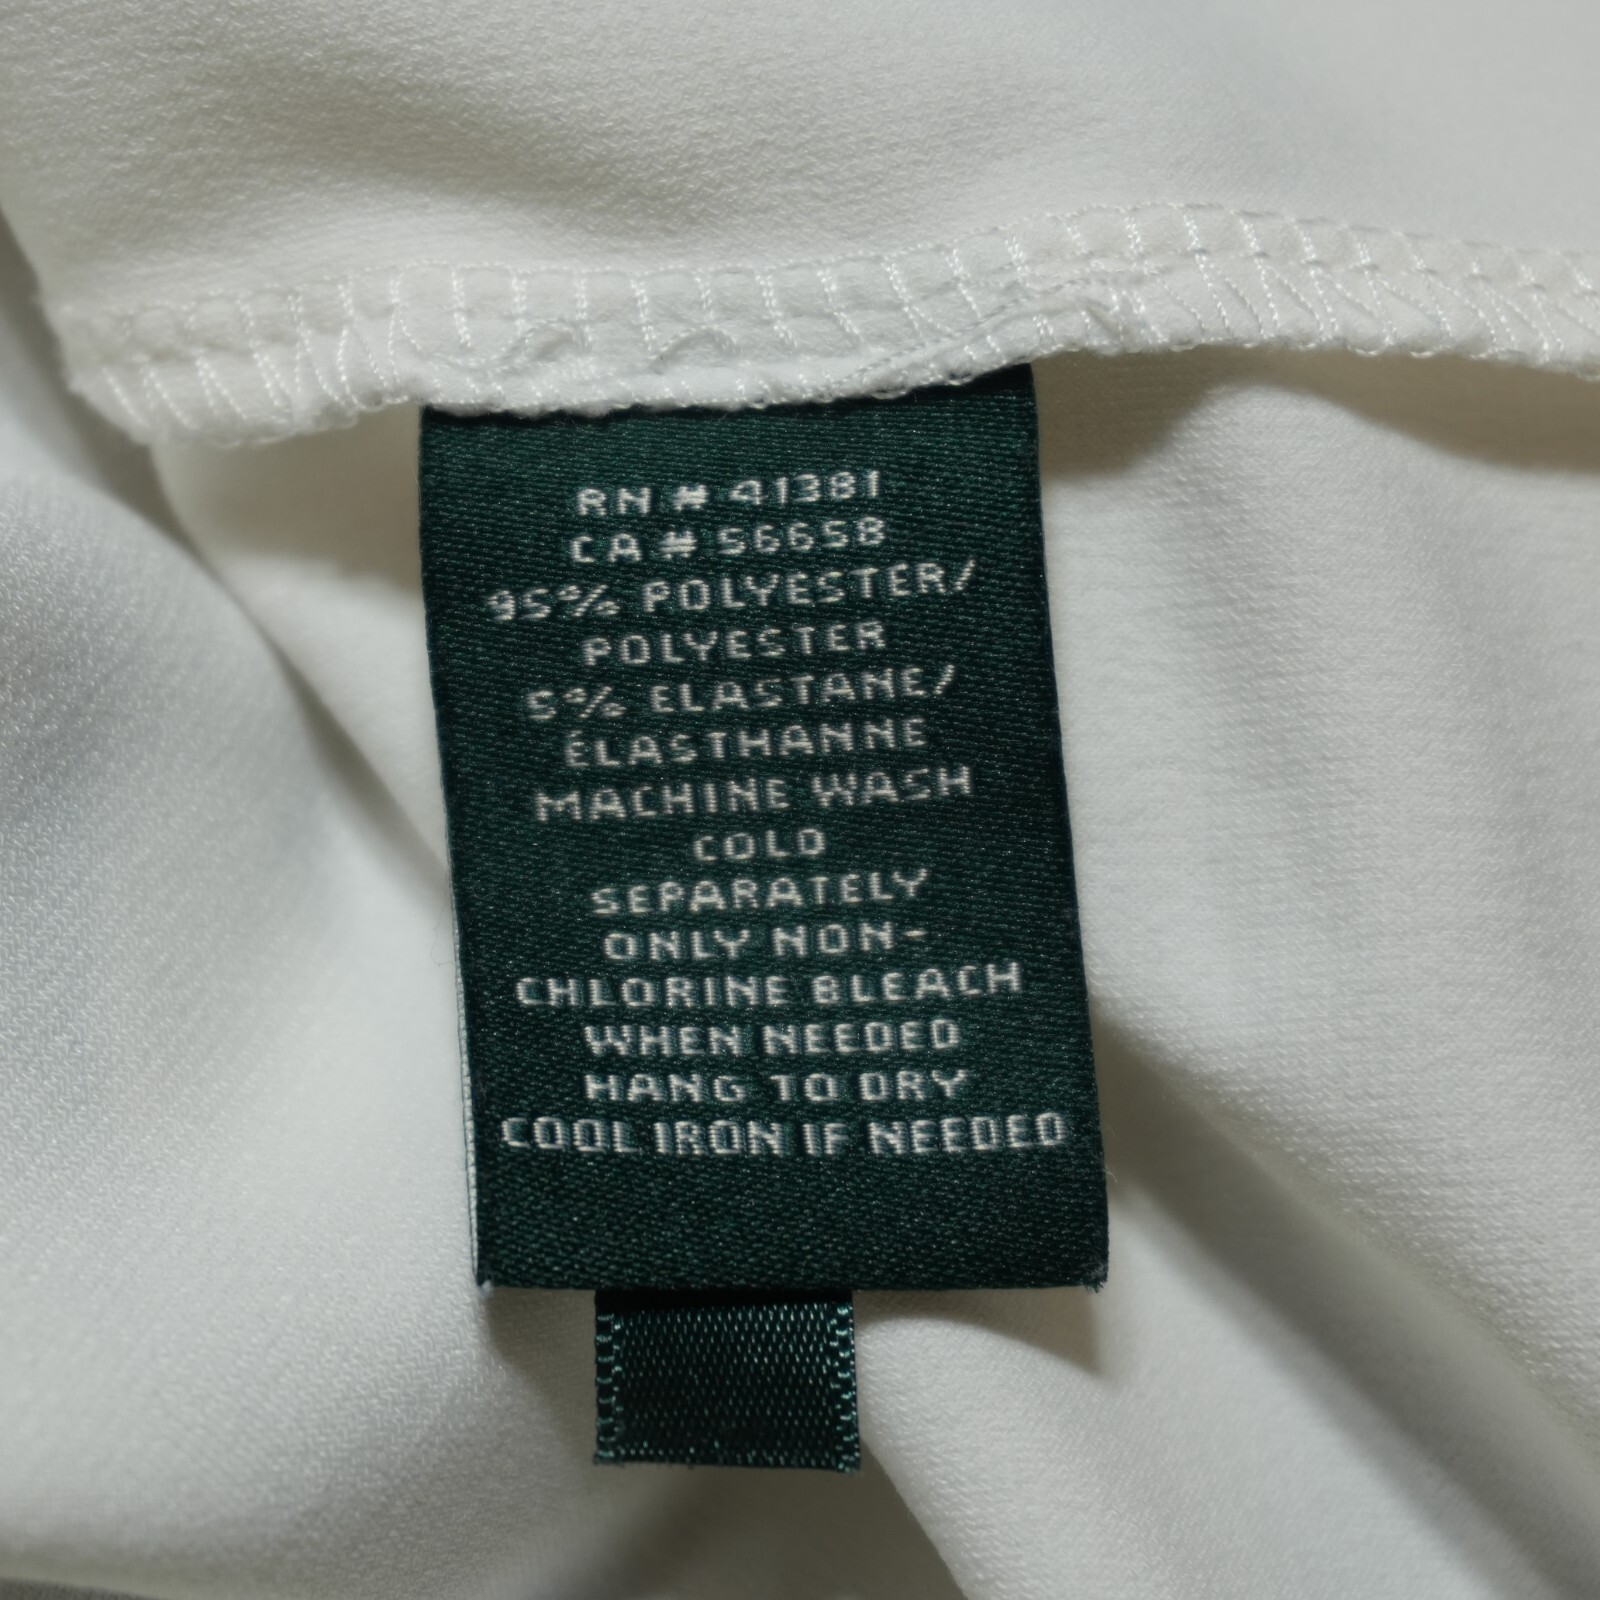 RN # 41381
CA # 56658
95% POLYESTER/
POLYESTER
5% ELASTANE/
ÉLASTHANNE
MACHINE WASH
COLD
SEPARATELY
ONLY NON-
CHLORINE BLEACH
WHEN NEEDED
HANG TO DRY
COOL IRON IF NEEDED